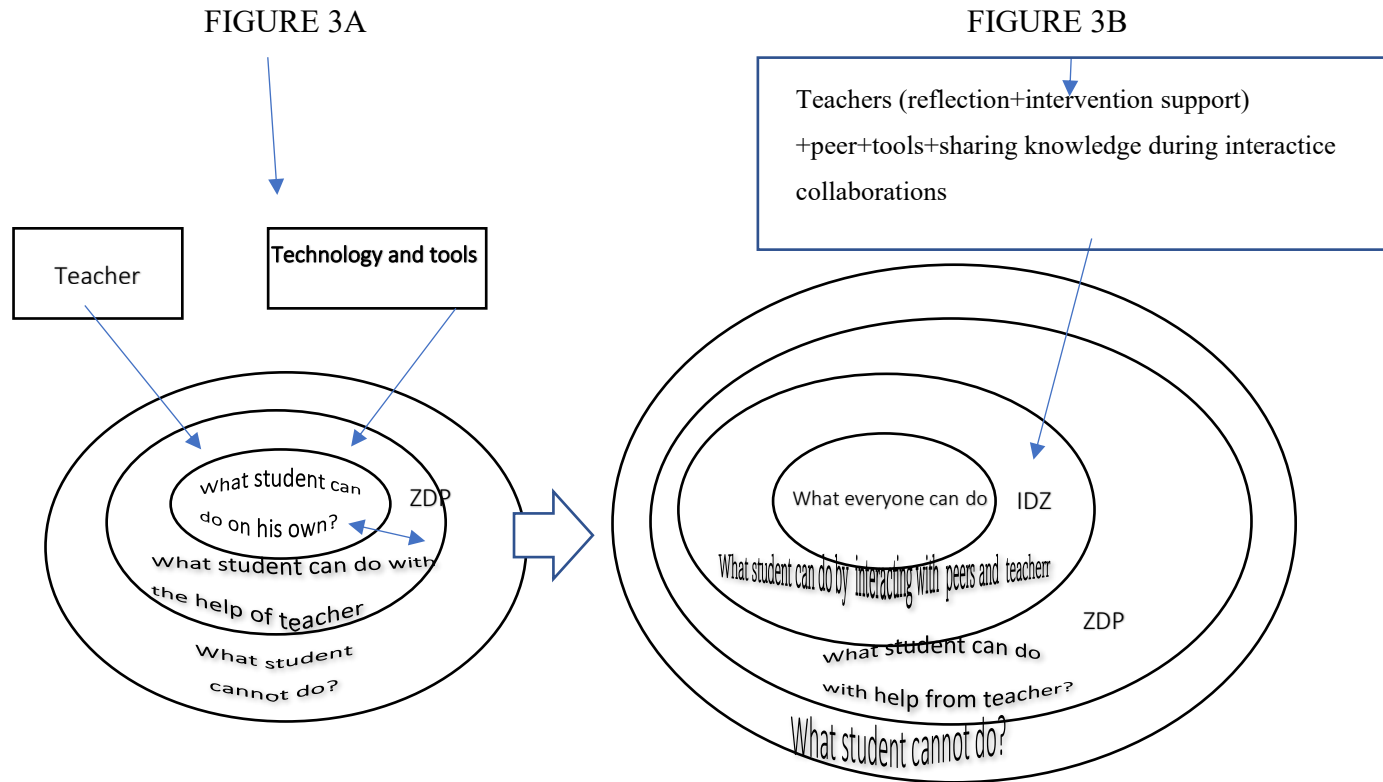 FIGURE 3A
FIGURE 3B
Teachers (reflection+intervention support)
+peer+tools+sharing knowledge during interactice
collaborations
Teacher
Technology and tools
What student can
do on his own?
ZDP
What student can do with
the help of teacher
What student
cannot do?
What everyone can do
IDZ
What student can do by interacting with peers and teacherr
ZDP
What student can do
with help from teacher?
What student cannot do?